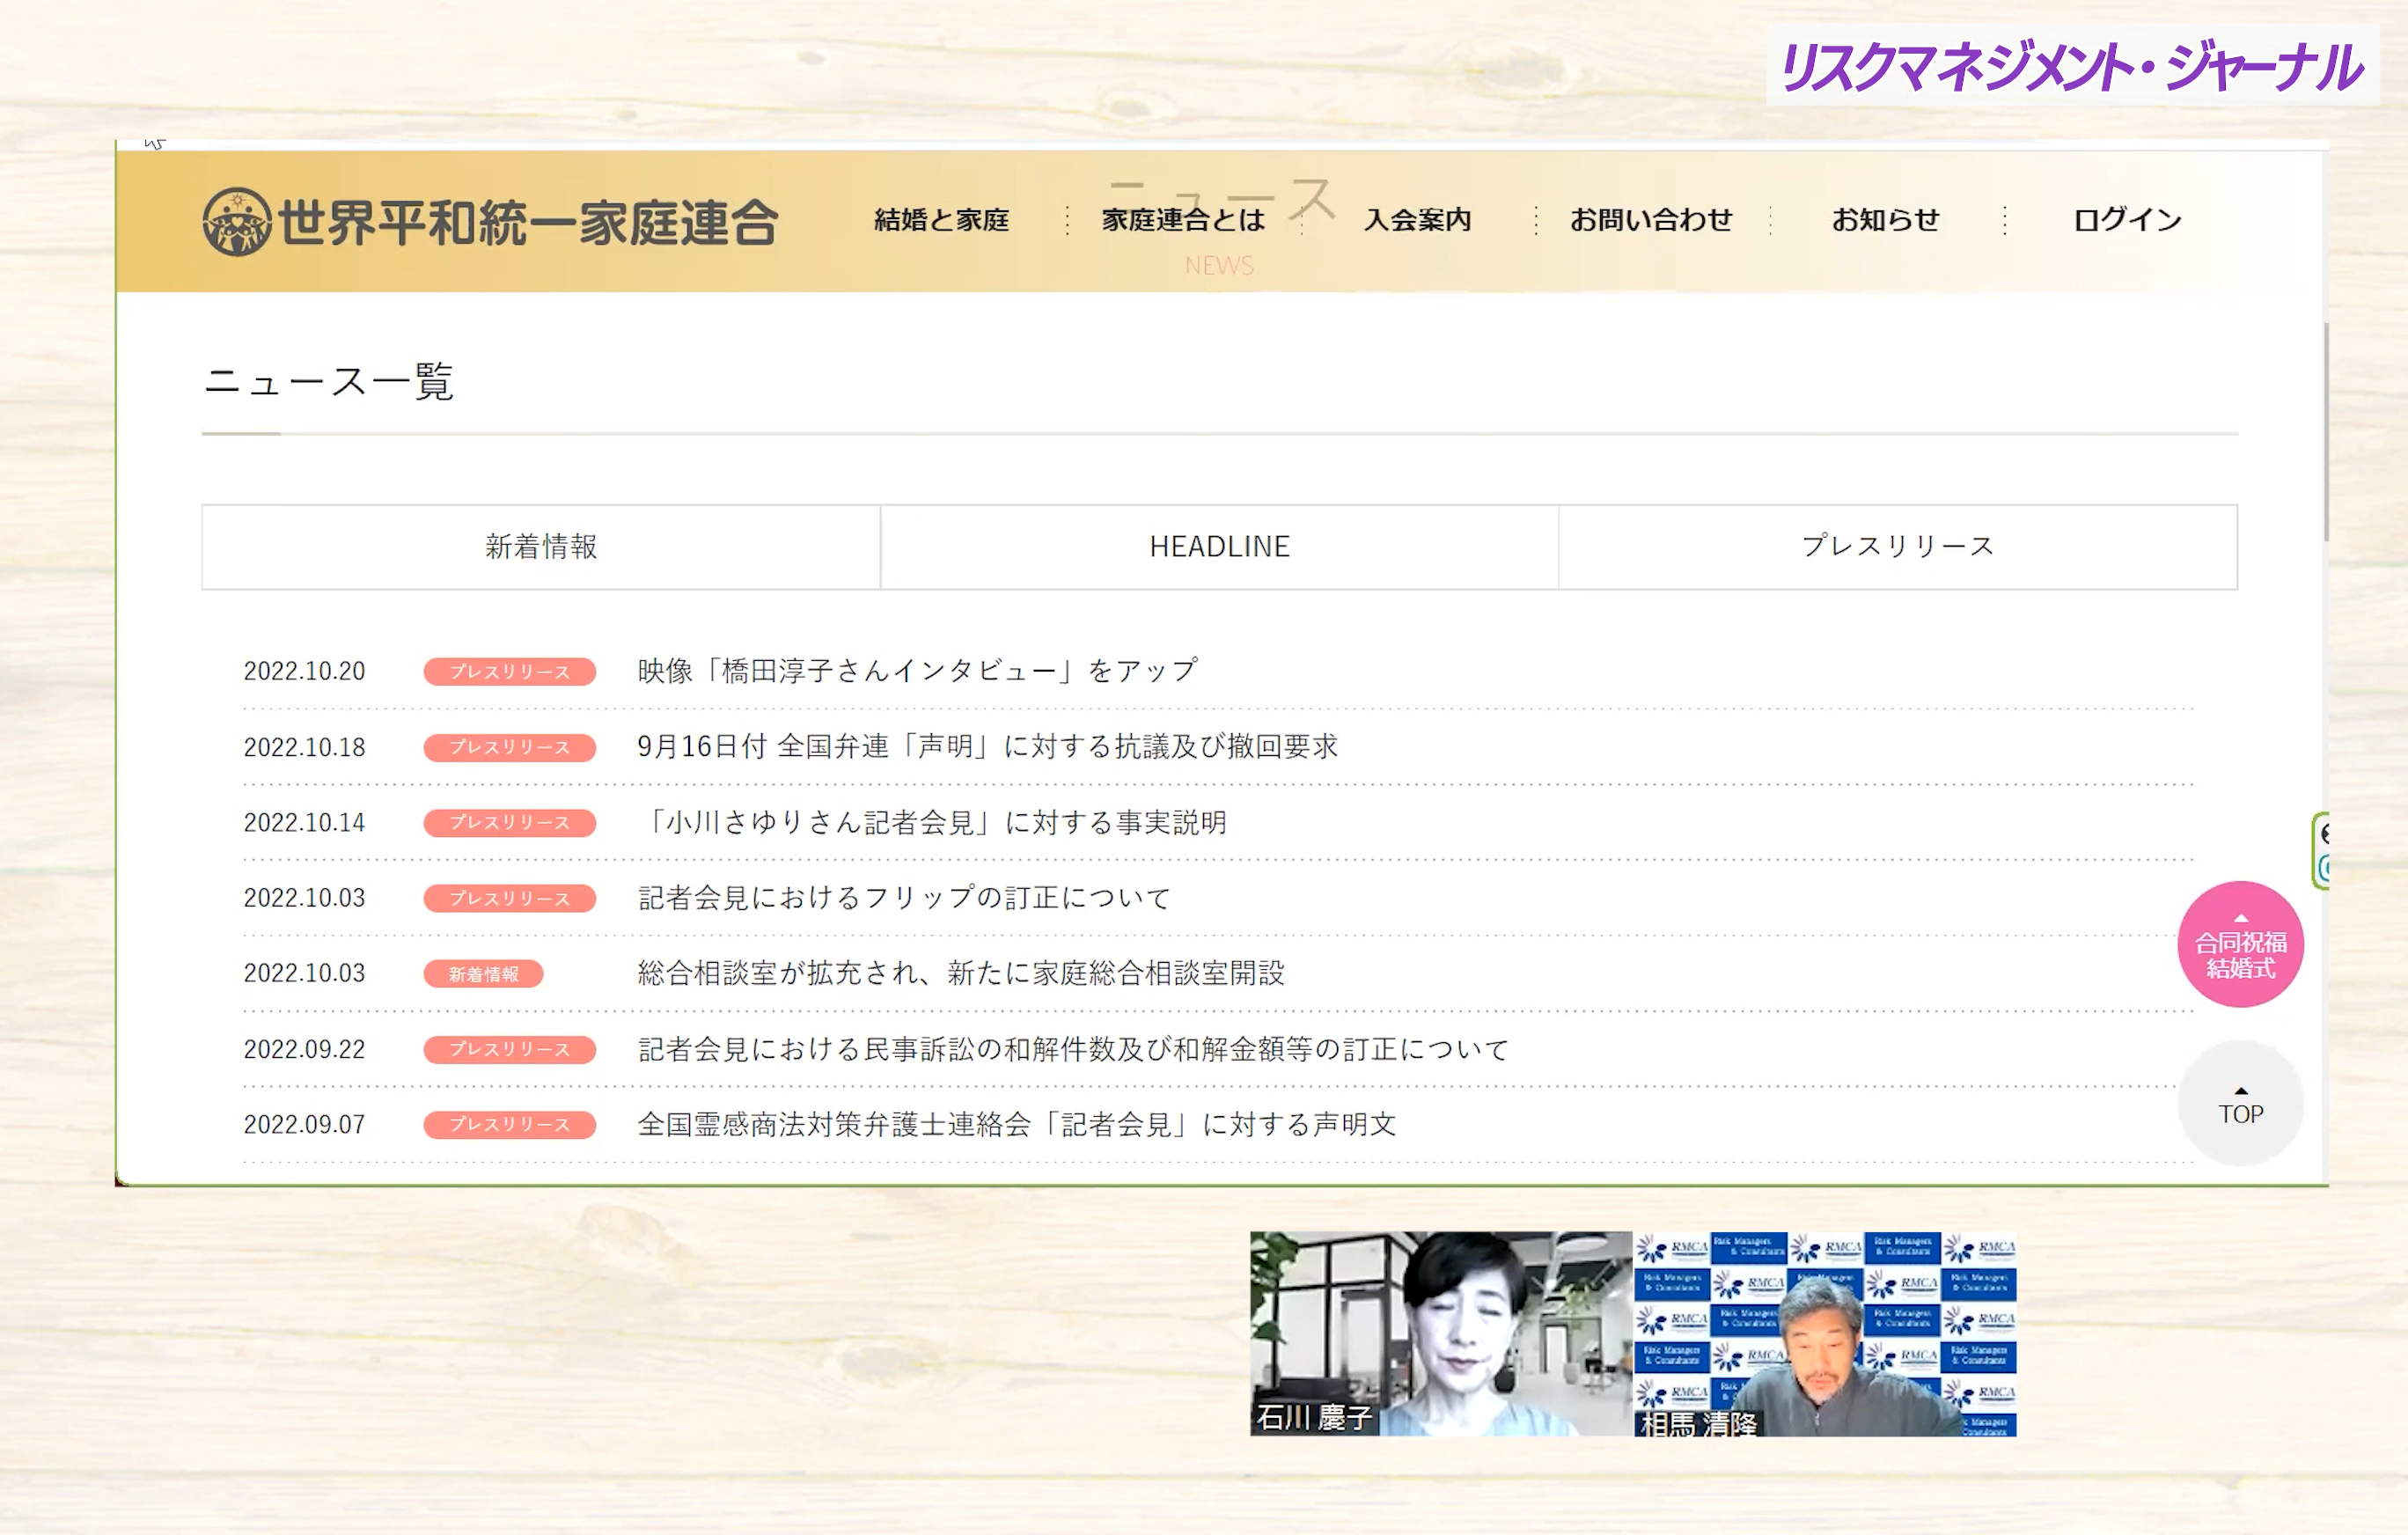 リスクマネジメント・ジャーナル
世界平和統一家庭連合
結婚と家庭
家庭連合とは
入会案内
お問い合わせ
お知らせ
ログイン
ニュース
NEWS
ニュース一覧
新着情報
HEADLINE
プレスリリース
2022.10.20 プレスリリース 映像「橋田淳子さんインタビュー」をアップ
2022.10.18 プレスリリース 9月16日付 全国弁連「声明」に対する抗議及び撤回要求
2022.10.14 プレスリリース 「小川さゆりさん記者会見」に対する事実説明
2022.10.03 プレスリリース 記者会見におけるフリップの訂正について
2022.10.03 新着情報 総合相談室が拡充され、新たに家庭総合相談室開設
2022.09.22 プレスリリース 記者会見における民事訴訟の和解件数及び和解金額等の訂正について
2022.09.07 プレスリリース 全国霊感商法対策弁護士連絡会「記者会見」に対する声明文
合同祝福
結婚式
TOP
石川 慶子
相馬 清隆
RMCA
Risk Managers
& Consultants